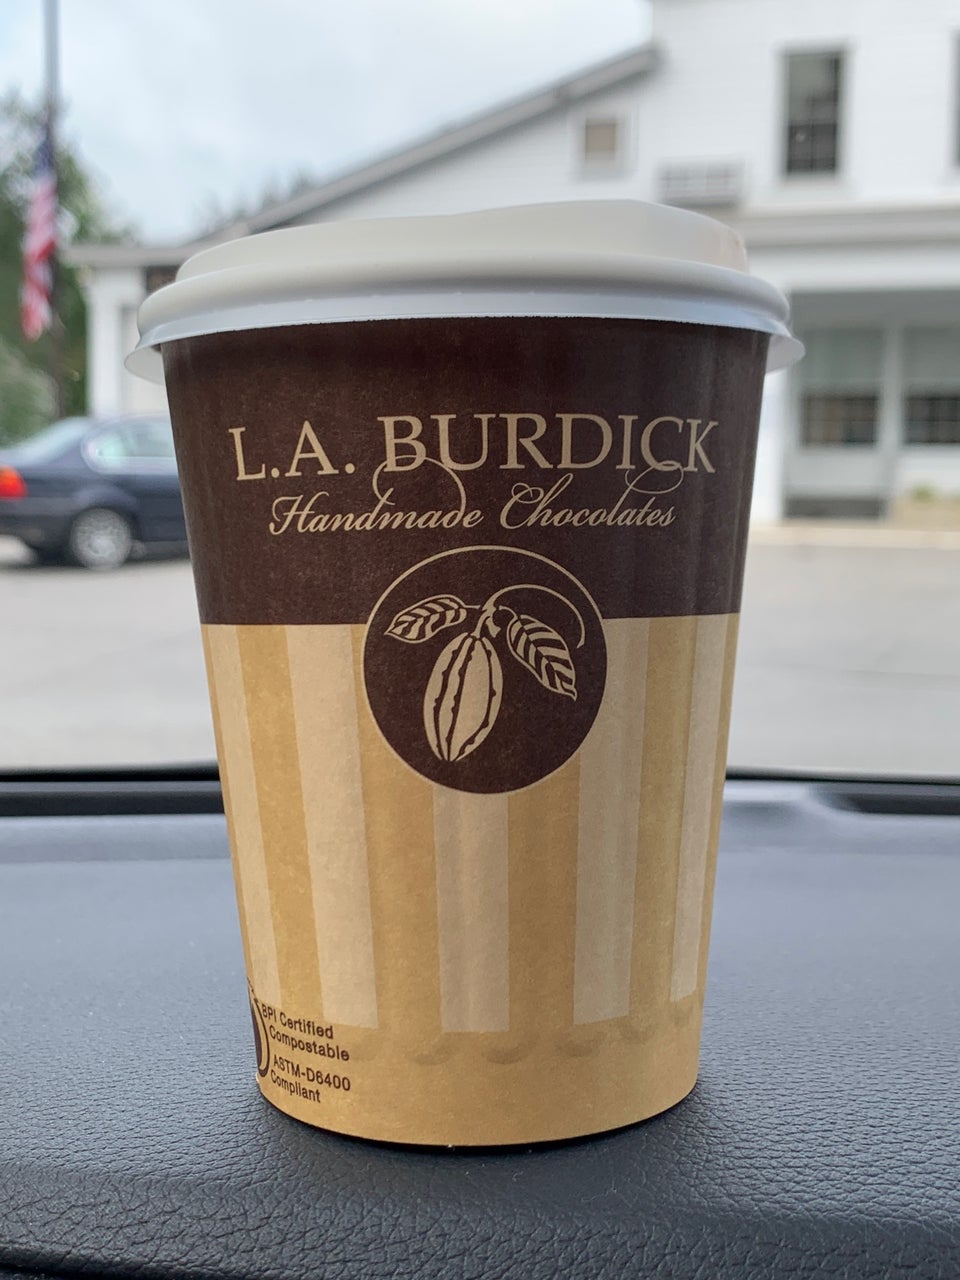 L.A. BURDICK
Handmade Chocolates
BPI Certified
Compostable
ASTM-D6400
Compliant